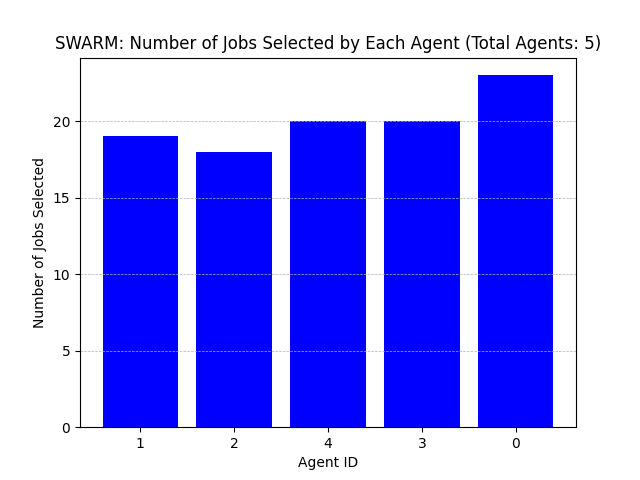 SWARM: Number of Jobs Selected by Each Agent (Total Agents: 5)
Number of Jobs Selected
20
15
10
5
0
1 2 4 3 0
Agent ID